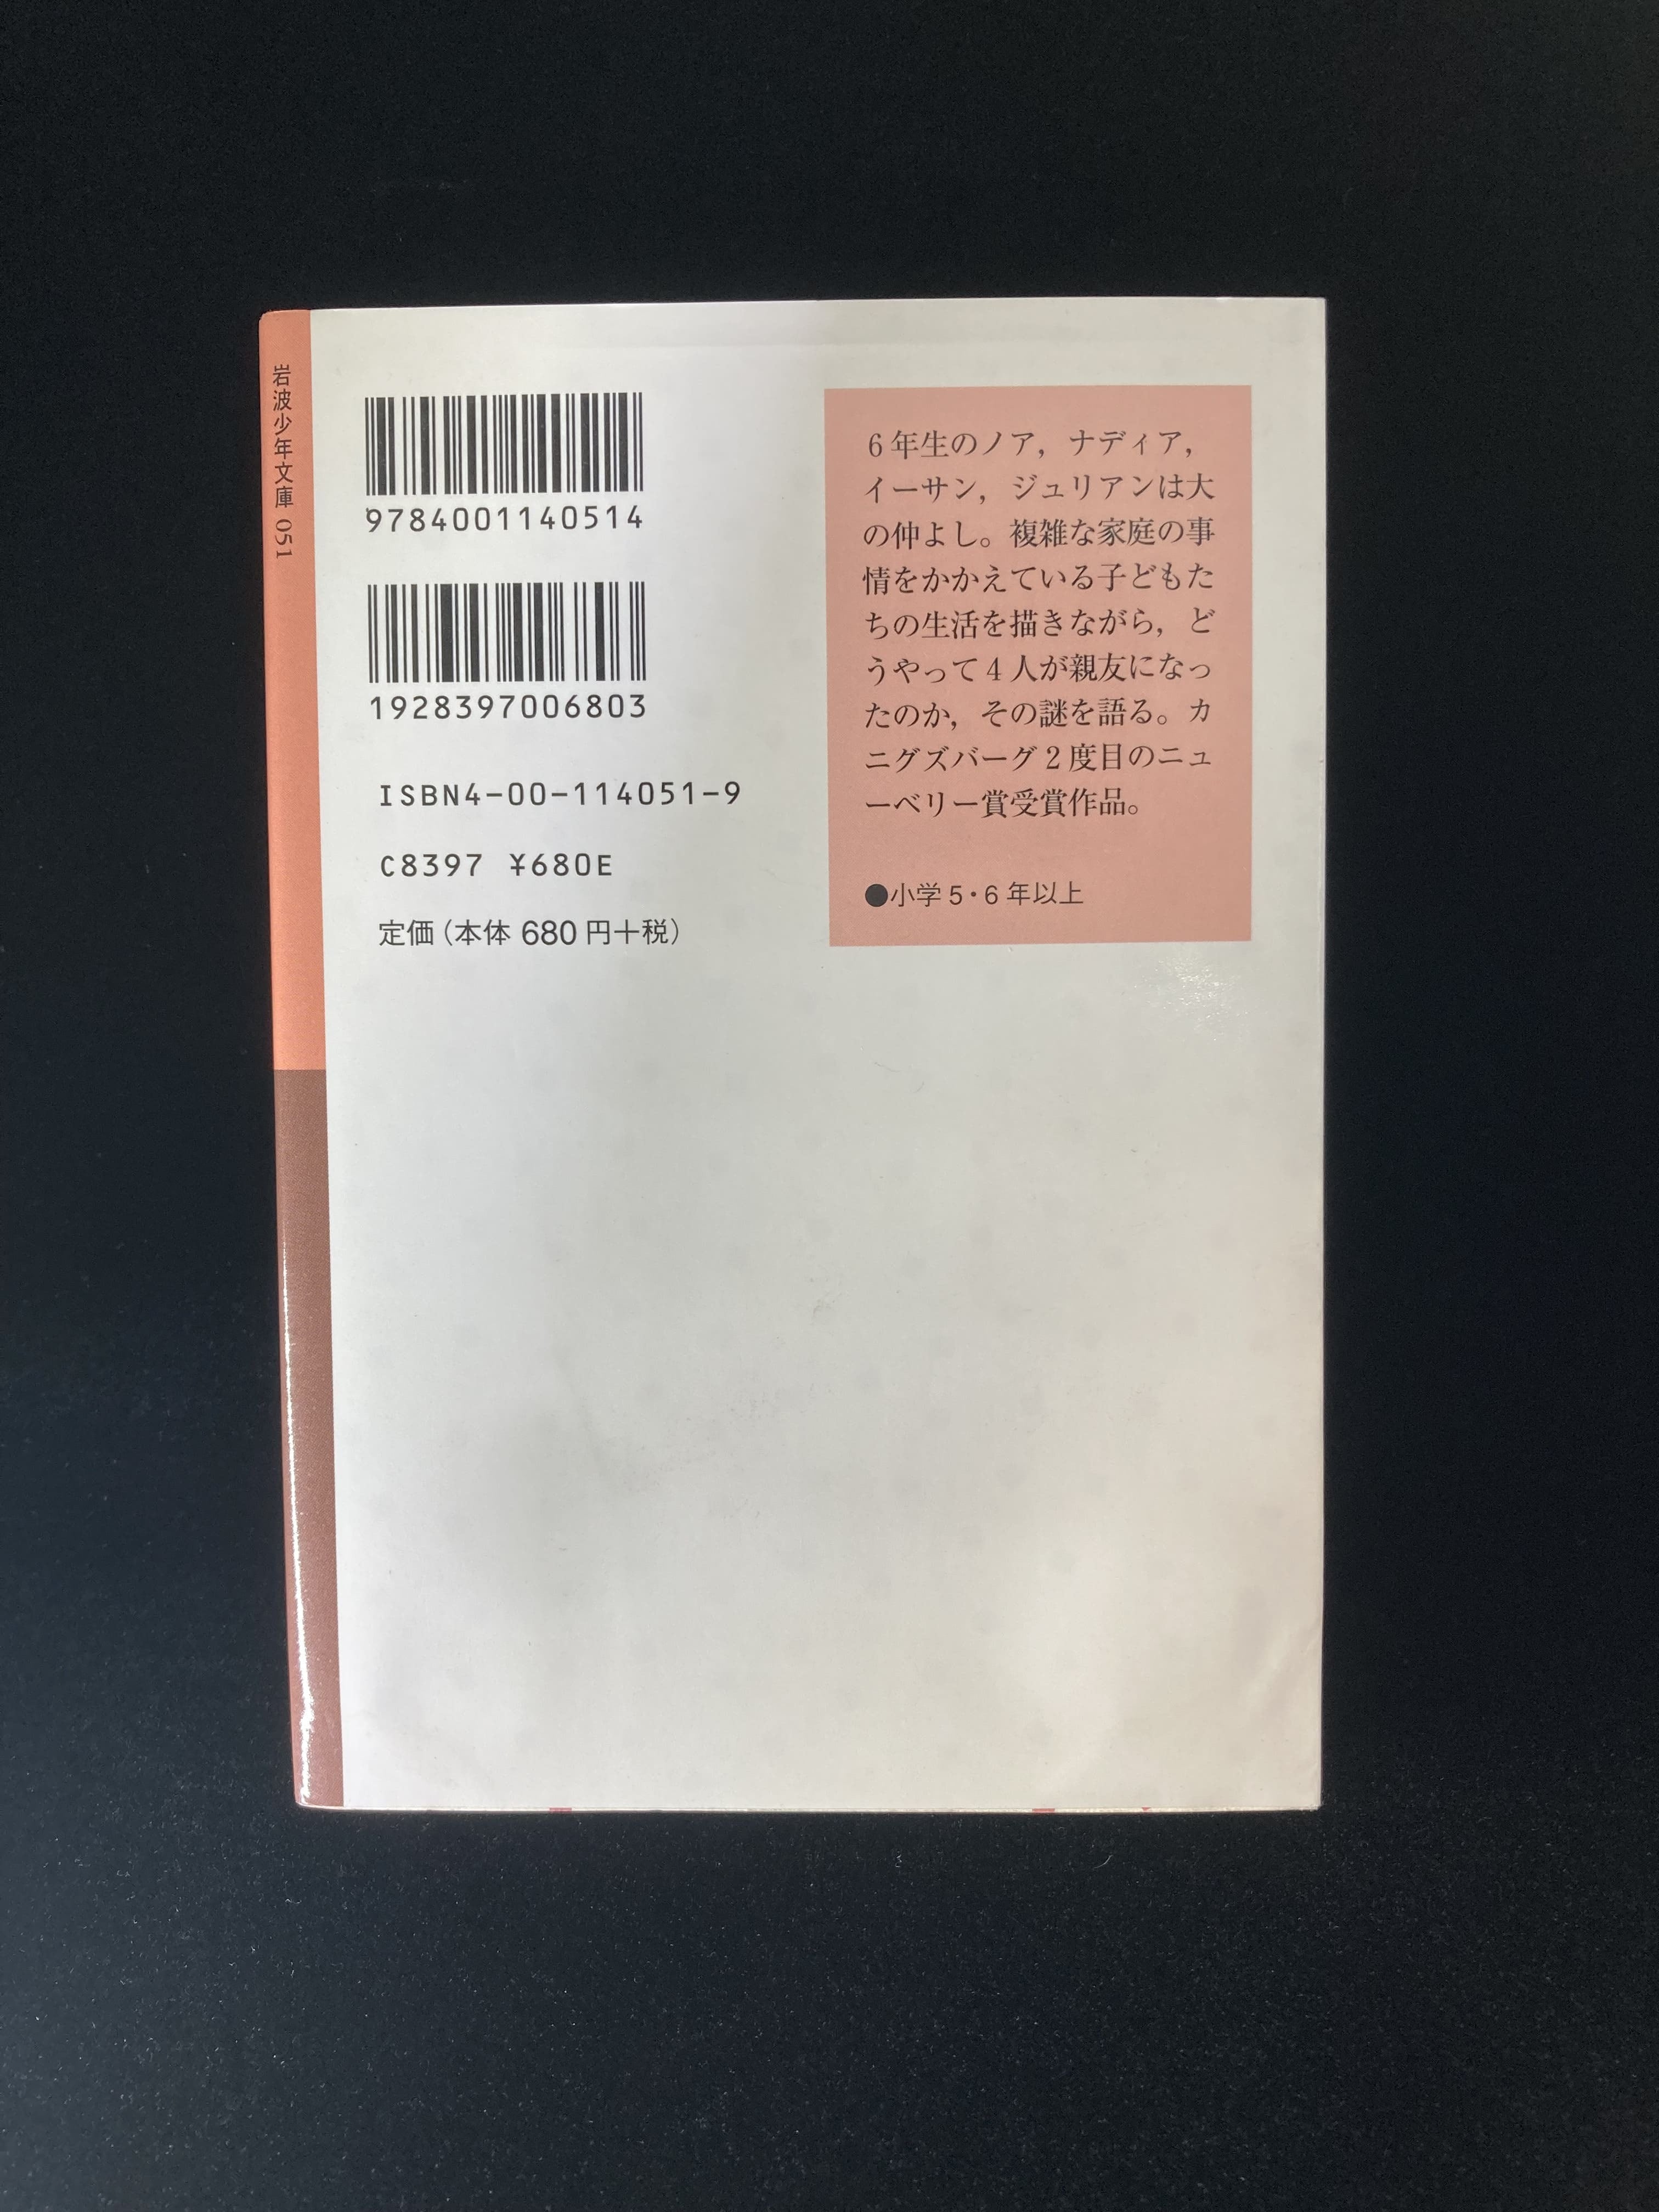 岩波少年文庫 051
9784001140514
1928397006803
ISBN4-00-114051-9
C8397 ¥680E
定価(本体 680 円+税)
6年生のノア，ナディア，
イーサン，ジュリアンは大
の仲よし。複雑な家庭の事
情をかかえている子どもた
ちの生活を描きながら，ど
うやって4人が親友になっ
たのか，その謎を語る。カ
ニグズバーグ2度目のニュ
ーベリー賞受賞作品。
●小学5・6年以上